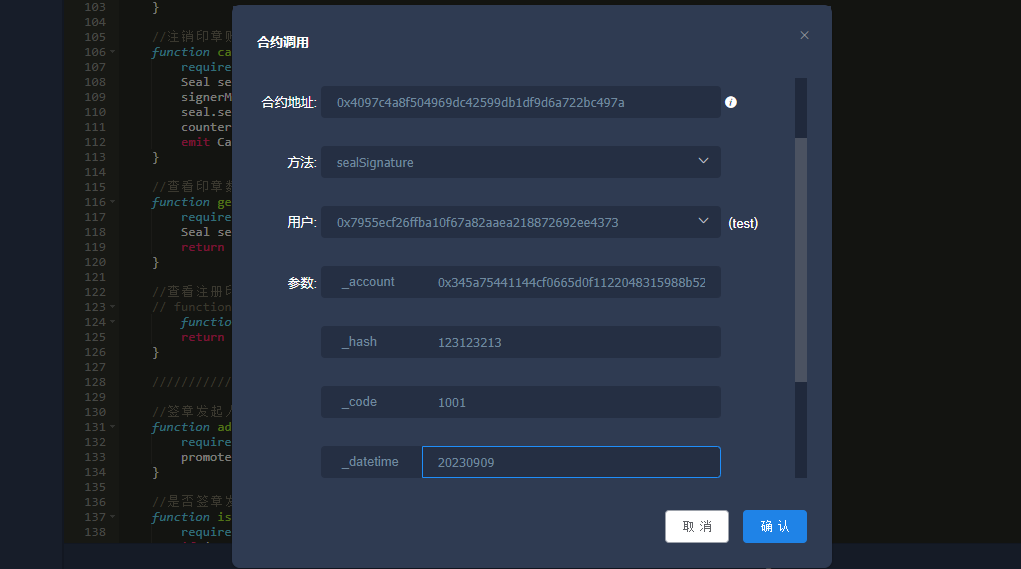 合约调用
合约地址: 0x4097c4a8f504969dc42599db1df9d6a722bc497a
方法: sealSignature
用户: 0x7955ecf26ffba10f67a82aaea218872692ee4373 (test)
参数: _account 0x345a75441144cf0665d0f1122048315988b52
_hash 123123213
_code 1001
_datetime 20230909
取 消 确 认
103 }
104
105 //注销印章
106 function ca
107 require
108 Seal se
109 signerM
110 seal.se
111 counter
112 emit Ca
113 }
114
115 //查看印章
116 function ge
117 require
118 Seal se
119 return
120 }
121
122 //查看注册印
123 // function
124 functio
125 return
126 }
127
128 ///////////
129
130 //签章发起人
131 function ad
132 require
133 promote
134 }
135
136 //是否签章发
137 function is
138 require